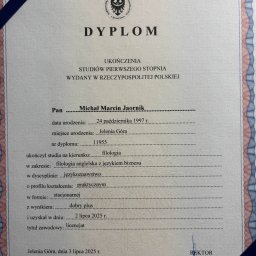 DYPLOM
UKOŃCZENIA
STUDIÓW PIERWSZEGO STOPNIA
WYDANY W RZECZYPOSPOLITEJ POLSKIEJ
Pan Michał Marcin Jasernik
data urodzenia: 24 października 1997 r.
miejsce urodzenia: Jelenia Góra
nr dyplomu: 11955
ukończył studia na kierunku: filologia
w zakresie: filologia angielska z językiem biznesu
w dyscyplinie: językoznawstwo
o profilu kształcenia: praktycznym
w formie: stacjonarnej
z wynikiem: dobry plus
i uzyskał w dniu: 2 lipca 2025 r.
tytuł zawodowy: licencjat
Jelenia Góra, dnia 3 lipca 2025 r.
REKTOR